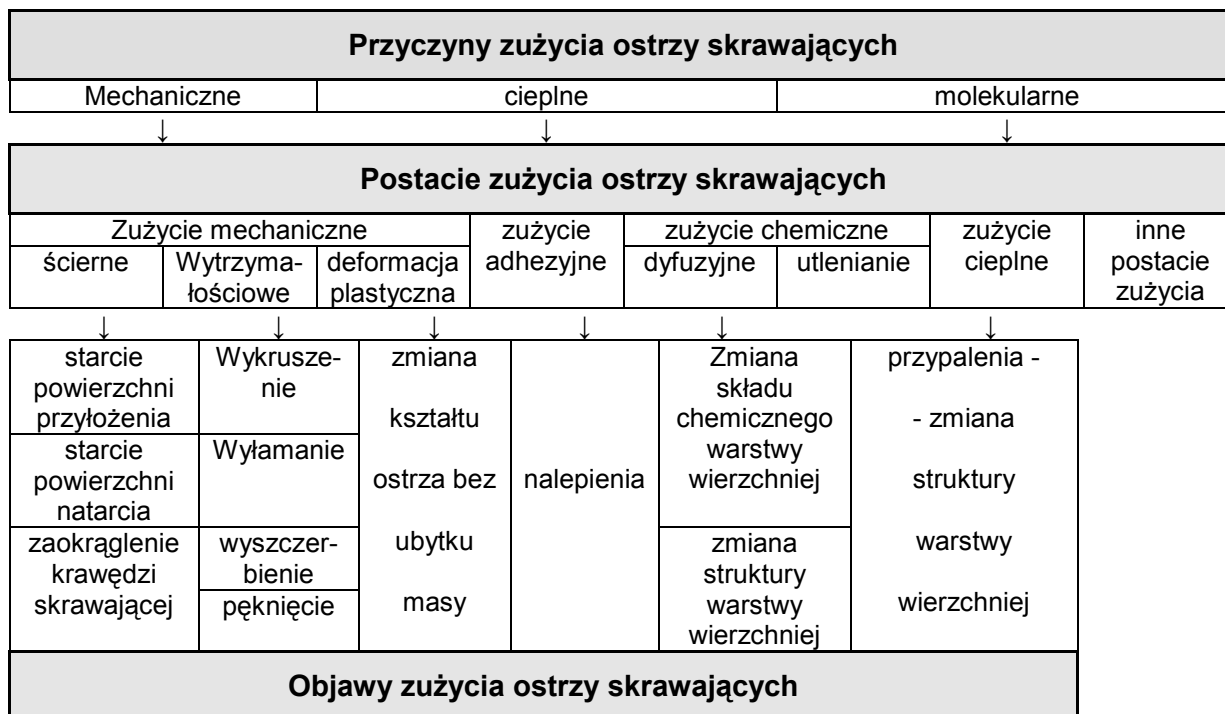 Przyczyny zużycia ostrzy skrawających
Mechaniczne cieplne molekularne
↓ ↓ ↓
Postacie zużycia ostrzy skrawających
Zużycie mechaniczne
ścierne
Wytrzyma-
łościowe
deformacja
plastyczna
zużycie
adhezyjne
zużycie chemiczne
dyfuzyjne
utlenianie
zużycie
cieplne
inne
postacie
zużycia
↓ ↓ ↓ ↓ ↓ ↓
starcie
powierzchni
przyłożenia
starcie
powierzchni
natarcia
zaokrąglenie
krawędzi
skrawającej
Wykrusze-
nie
Wyłamanie
wyszczer-
bienie
pęknięcie
zmiana
kształtu
ostrza bez
ubytku
masy
nalepienia
Zmiana
składu
chemicznego
warstwy
wierzchniej
zmiana
struktury
warstwy
wierzchniej
przypalenia -
- zmiana
struktury
warstwy
wierzchniej
Objawy zużycia ostrzy skrawających